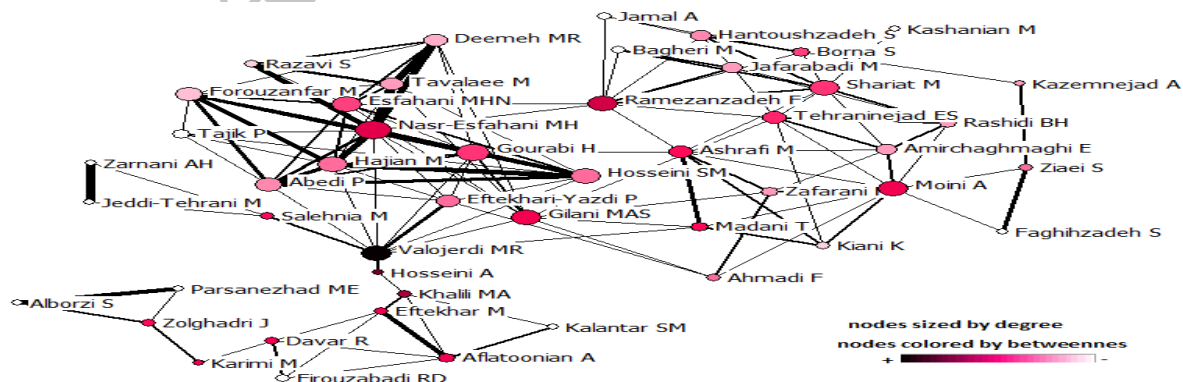 Jamal A
Kashanian M
Hantoushzadeh S
Deemeh MR
Bagheri M
Borna S
Razavi S
Jafarabadi M
Tavalaee M
Shariat M
Kazemnejad A
Forouzanfar M
Esfahani MHN
Ramezanzadeh F
Tehraninejad ES
Rashidi BH
Tajik P
Nasr-Esfahani MH
Gourabi H
Ashrafi M
Amirchaghmaghi E
Zarnani AH
Hajian M
Hosseini SM
Ziaei S
Abedi P
Zafarani
Moini A
Jeddi-Tehrani M
Eftekhari-Yazdi P
Salehnia M
Gilani MAS
Madani T
Faghihzadeh S
Valojerdi MR
Kiani K
Hosseini A
Ahmadi F
Parsanezhad ME
Khalili MA
Alborzi S
Eftekhar M
Zolghadri J
Kalantar SM
nodes sized by degree
Davar R
nodes colored by betweennes
Karimi M
Aflatoonian A
+ -
Firouzabadi RD